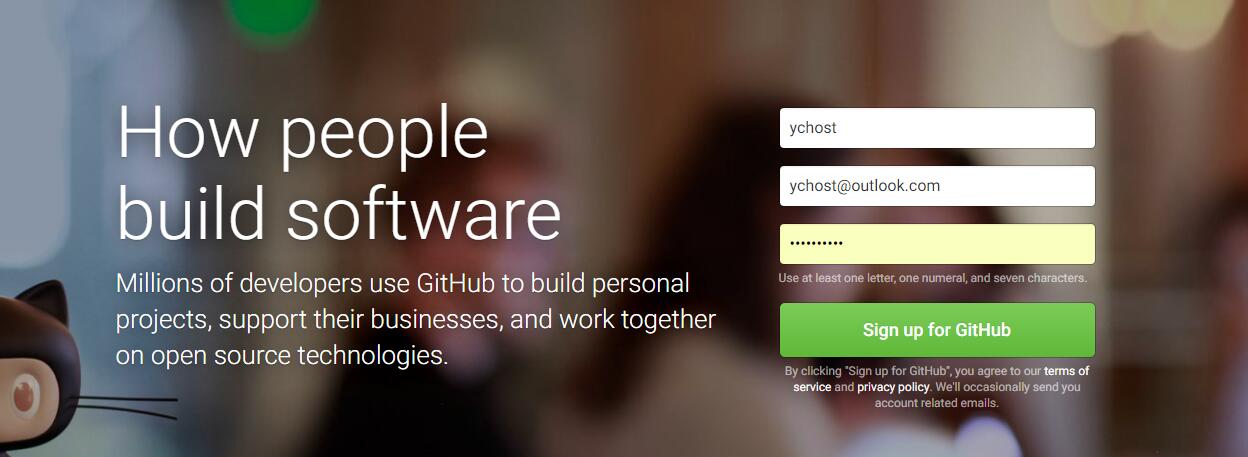 How people
build software
Millions of developers use GitHub to build personal
projects, support their businesses, and work together
on open source technologies.
ychost
ychost@outlook.com
••••••••••
Use at least one letter, one numeral, and seven characters.
Sign up for GitHub
By clicking "Sign up for GitHub", you agree to our terms of
service and privacy policy. We'll occasionally send you
account related emails.